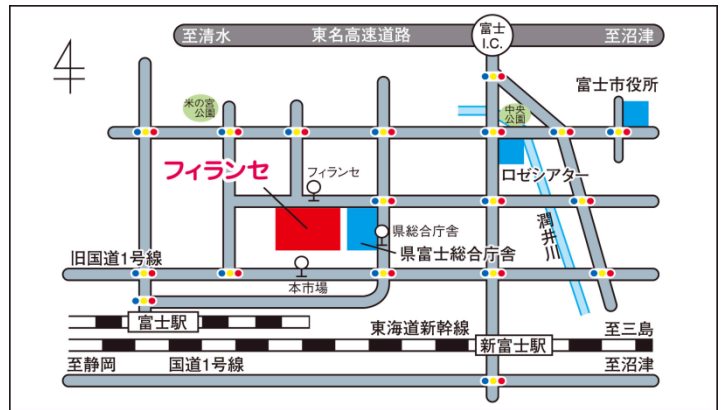 至清水
東名高速道路
富士
I.C.
至沼津
米の宮
公園
中央
公園
富士市役所
フィランセ
フィランセ
ロゼシアター
潤井川
県総合庁舎
県富士総合庁舎
旧国道1号線
本市場
富士駅
東海道新幹線
新富士駅
至三島
至静岡
国道1号線
至沼津